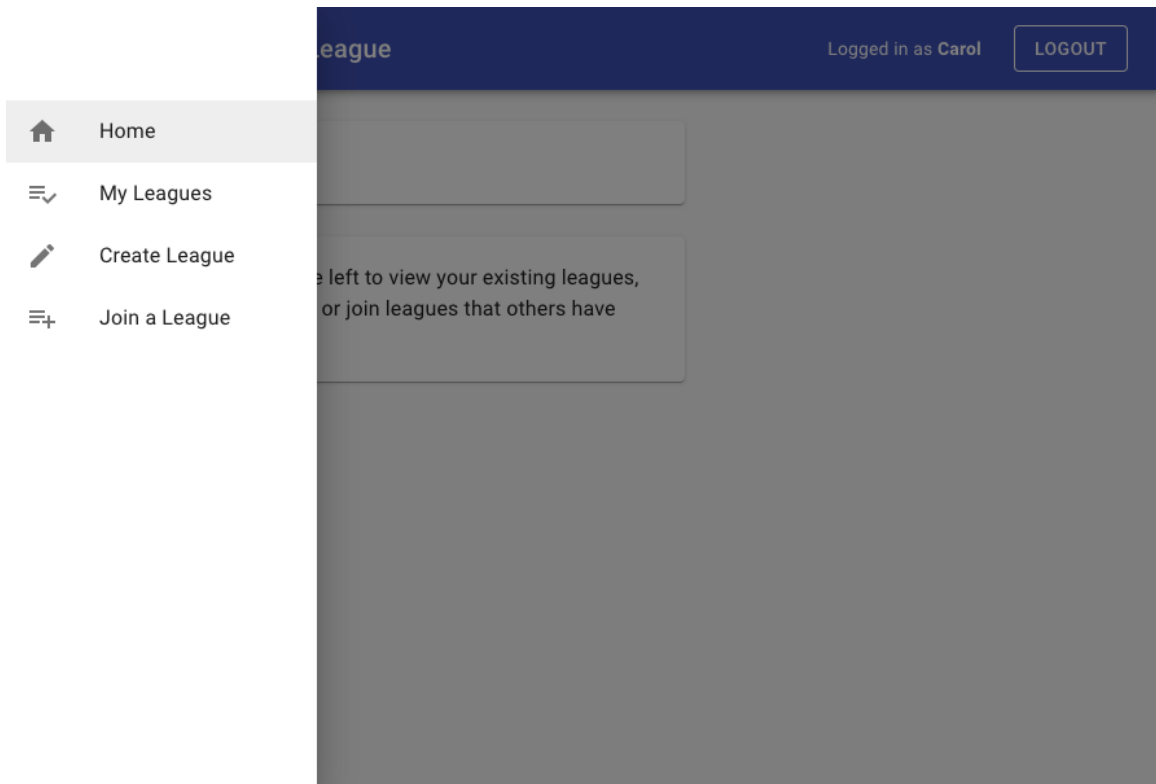 League
Logged in as Carol
LOGOUT
Home
My Leagues
Create League
Join a League
left to view your existing leagues,
or join leagues that others have